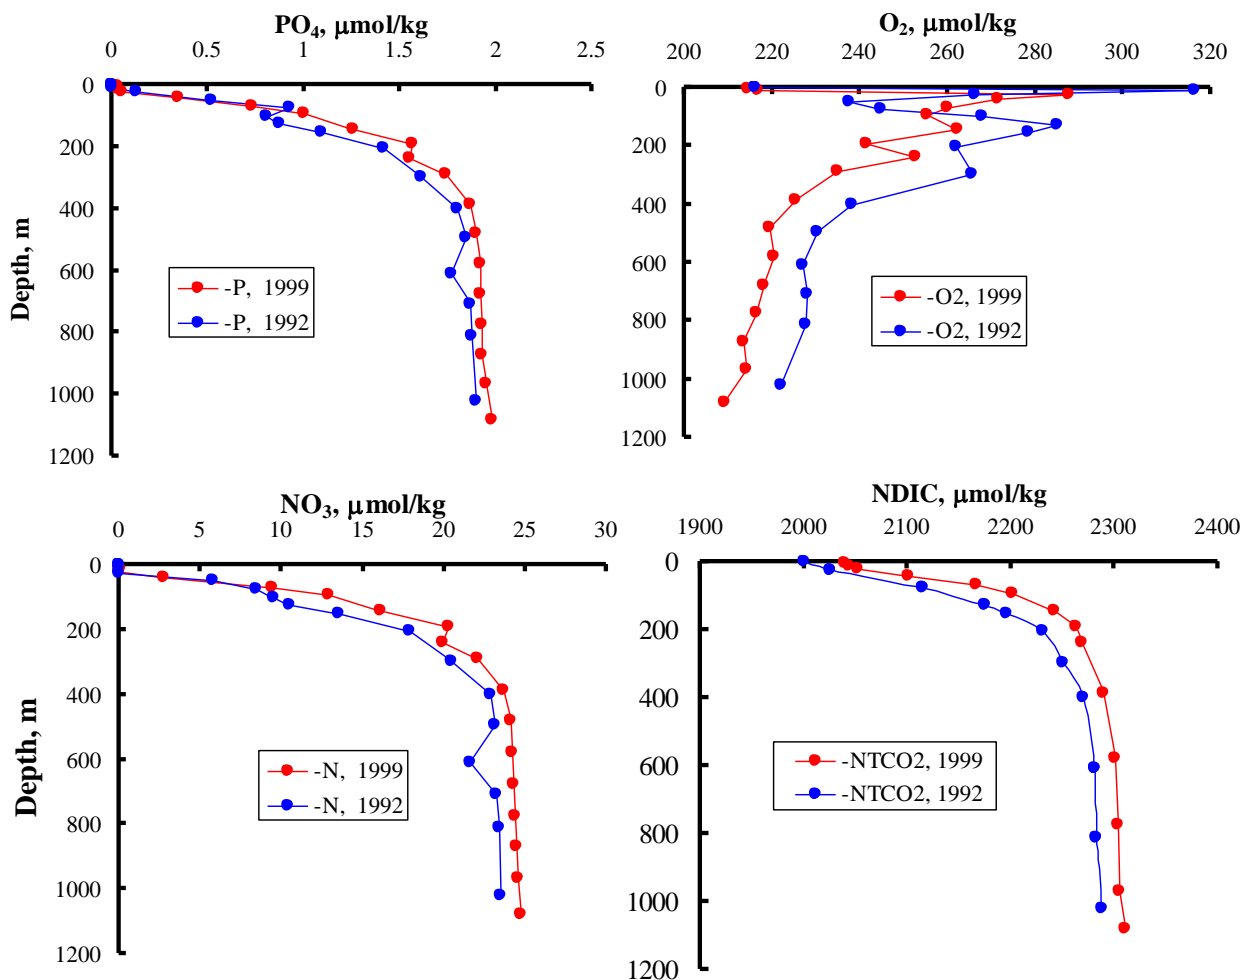 PO4, μmol/kg
0 0.5 1 1.5 2 2.5
0
200
400
600
800
1000
1200
Depth, m
-P, 1999
-P, 1992
O2, μmol/kg
200 220 240 260 280 300 320
0
200
400
600
800
1000
1200
-O2, 1999
-O2, 1992
NO3, μmol/kg
0 5 10 15 20 25 30
0
200
400
600
800
1000
1200
Depth, m
-N, 1999
-N, 1992
NDIC, μmol/kg
1900 2000 2100 2200 2300 2400
0
200
400
600
800
1000
1200
-NTCO2, 1999
-NTCO2, 1992